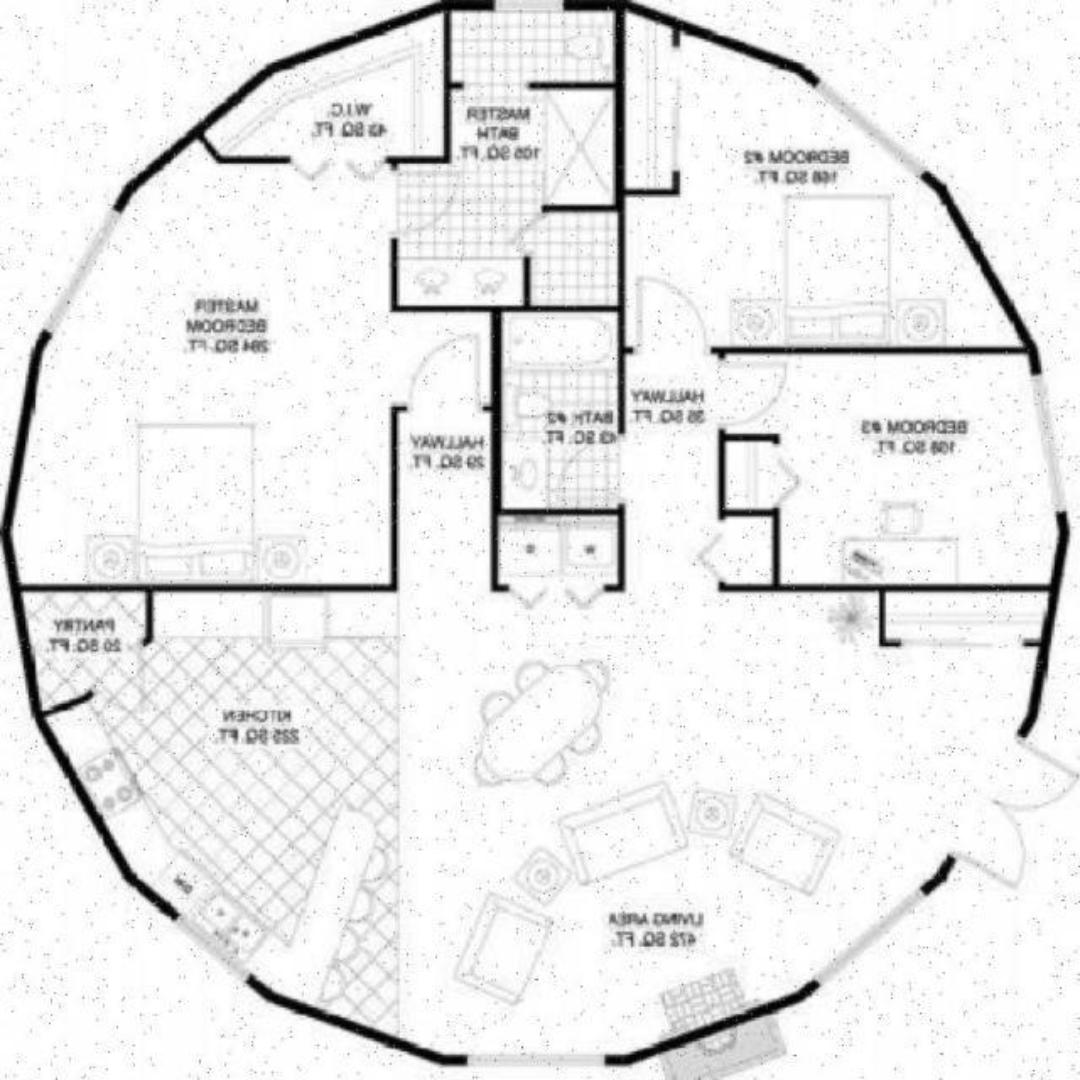 W.I.C.
43 SQ. FT.
MASTER
BATH
105 SQ. FT.
BEDROOM #2
168 SQ. FT.
MASTER
BEDROOM
284 SQ. FT.
HALLWAY
35 SQ. FT.
BATH #2
43 SQ. FT.
HALLWAY
29 SQ. FT.
BEDROOM #3
168 SQ. FT.
D
W
PANTRY
20 SQ. FT.
KITCHEN
225 SQ. FT.
DW
LIVING AREA
472 SQ. FT.